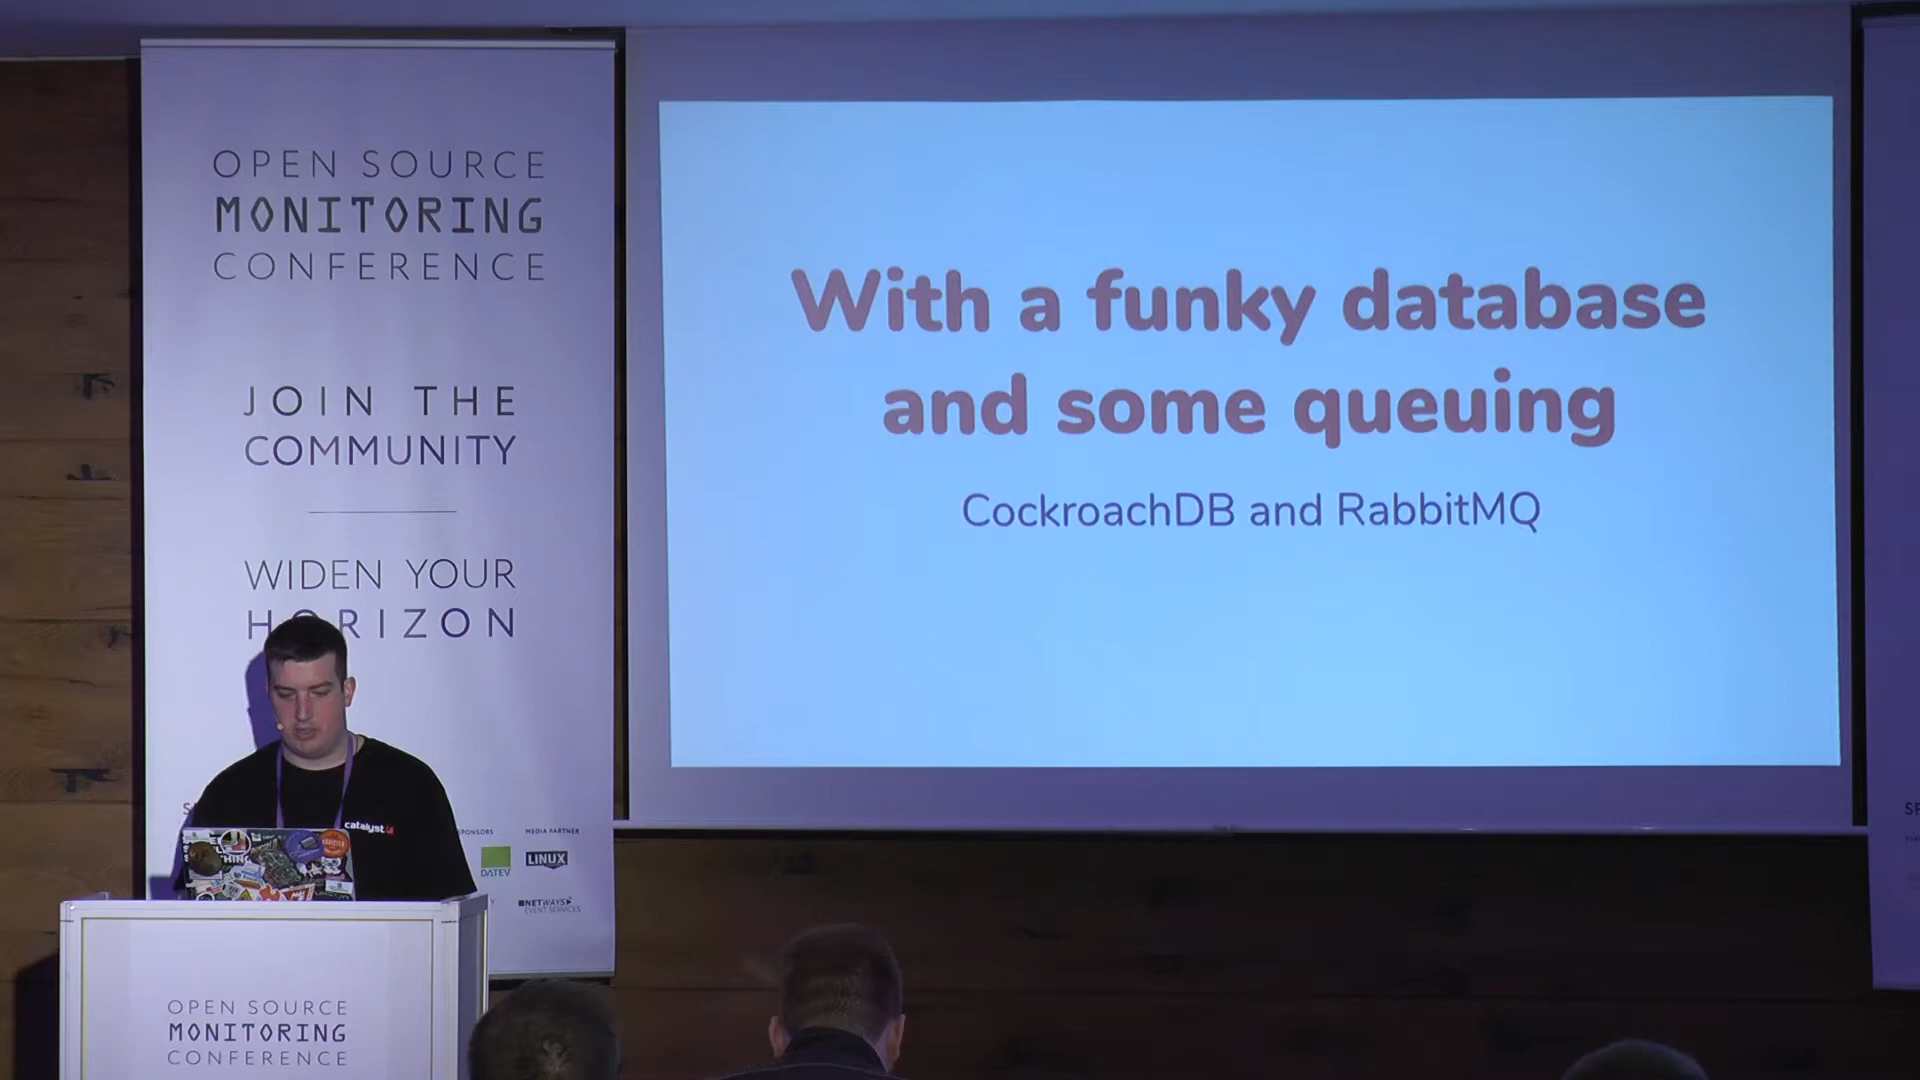 OPEN SOURCE
MONITORING
CONFERENCE
JOIN THE
COMMUNITY
WIDEN YOUR
HORIZON
MEDIA PARTNER
DATEV
LINUX
NETWAYS
EVENT SERVICES
With a funky database
and some queuing
CockroachDB and RabbitMQ
catalyst
OPEN SOURCE
MONITORING
CONFERENCE